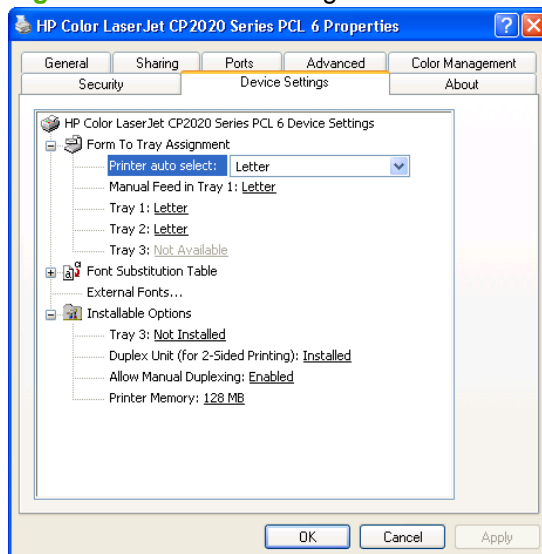 HP Color LaserJet CP2020 Series PCL 6 Properties
General Sharing Ports Advanced Color Management
Security Device Settings About
HP Color LaserJet CP2020 Series PCL 6 Device Settings
Form To Tray Assignment
Printer auto select: Letter
Manual Feed in Tray 1: Letter
Tray 1: Letter
Tray 2: Letter
Tray 3: Not Available
Font Substitution Table
External Fonts...
Installable Options
Tray 3: Not Installed
Duplex Unit (for 2-Sided Printing): Installed
Allow Manual Duplexing: Enabled
Printer Memory: 128 MB
OK Cancel Apply